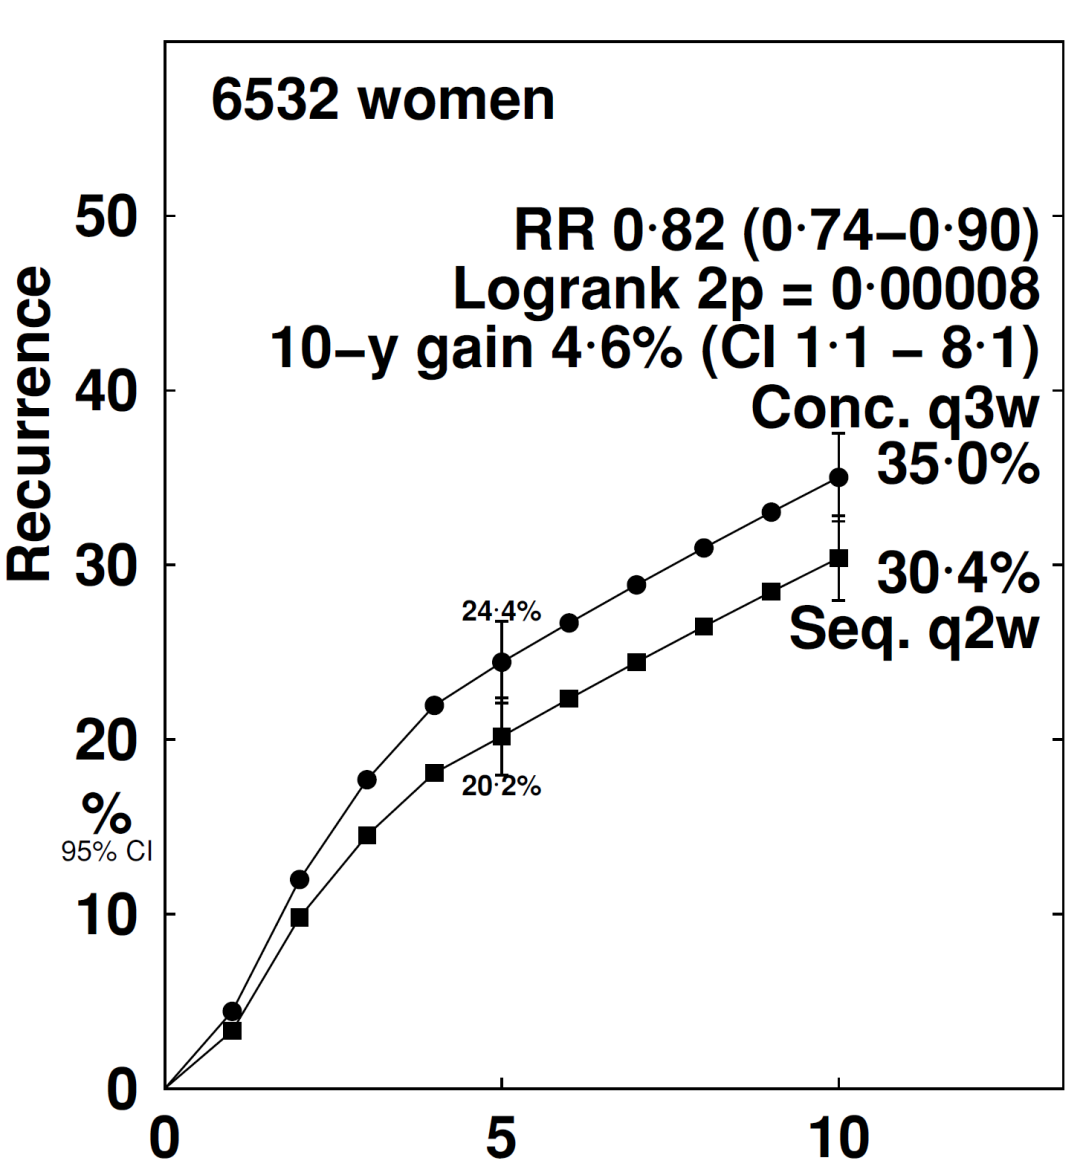 6532 women
50
RR 0·82 (0·74–0·90)
Logrank 2p = 0·00008
10–y gain 4·6% (CI 1·1 – 8·1)
40
Conc. q3w
35·0%
Recurrence
30
30·4%
24·4%
Seq. q2w
20
20·2%
%
95% CI
10
0
0 5 10